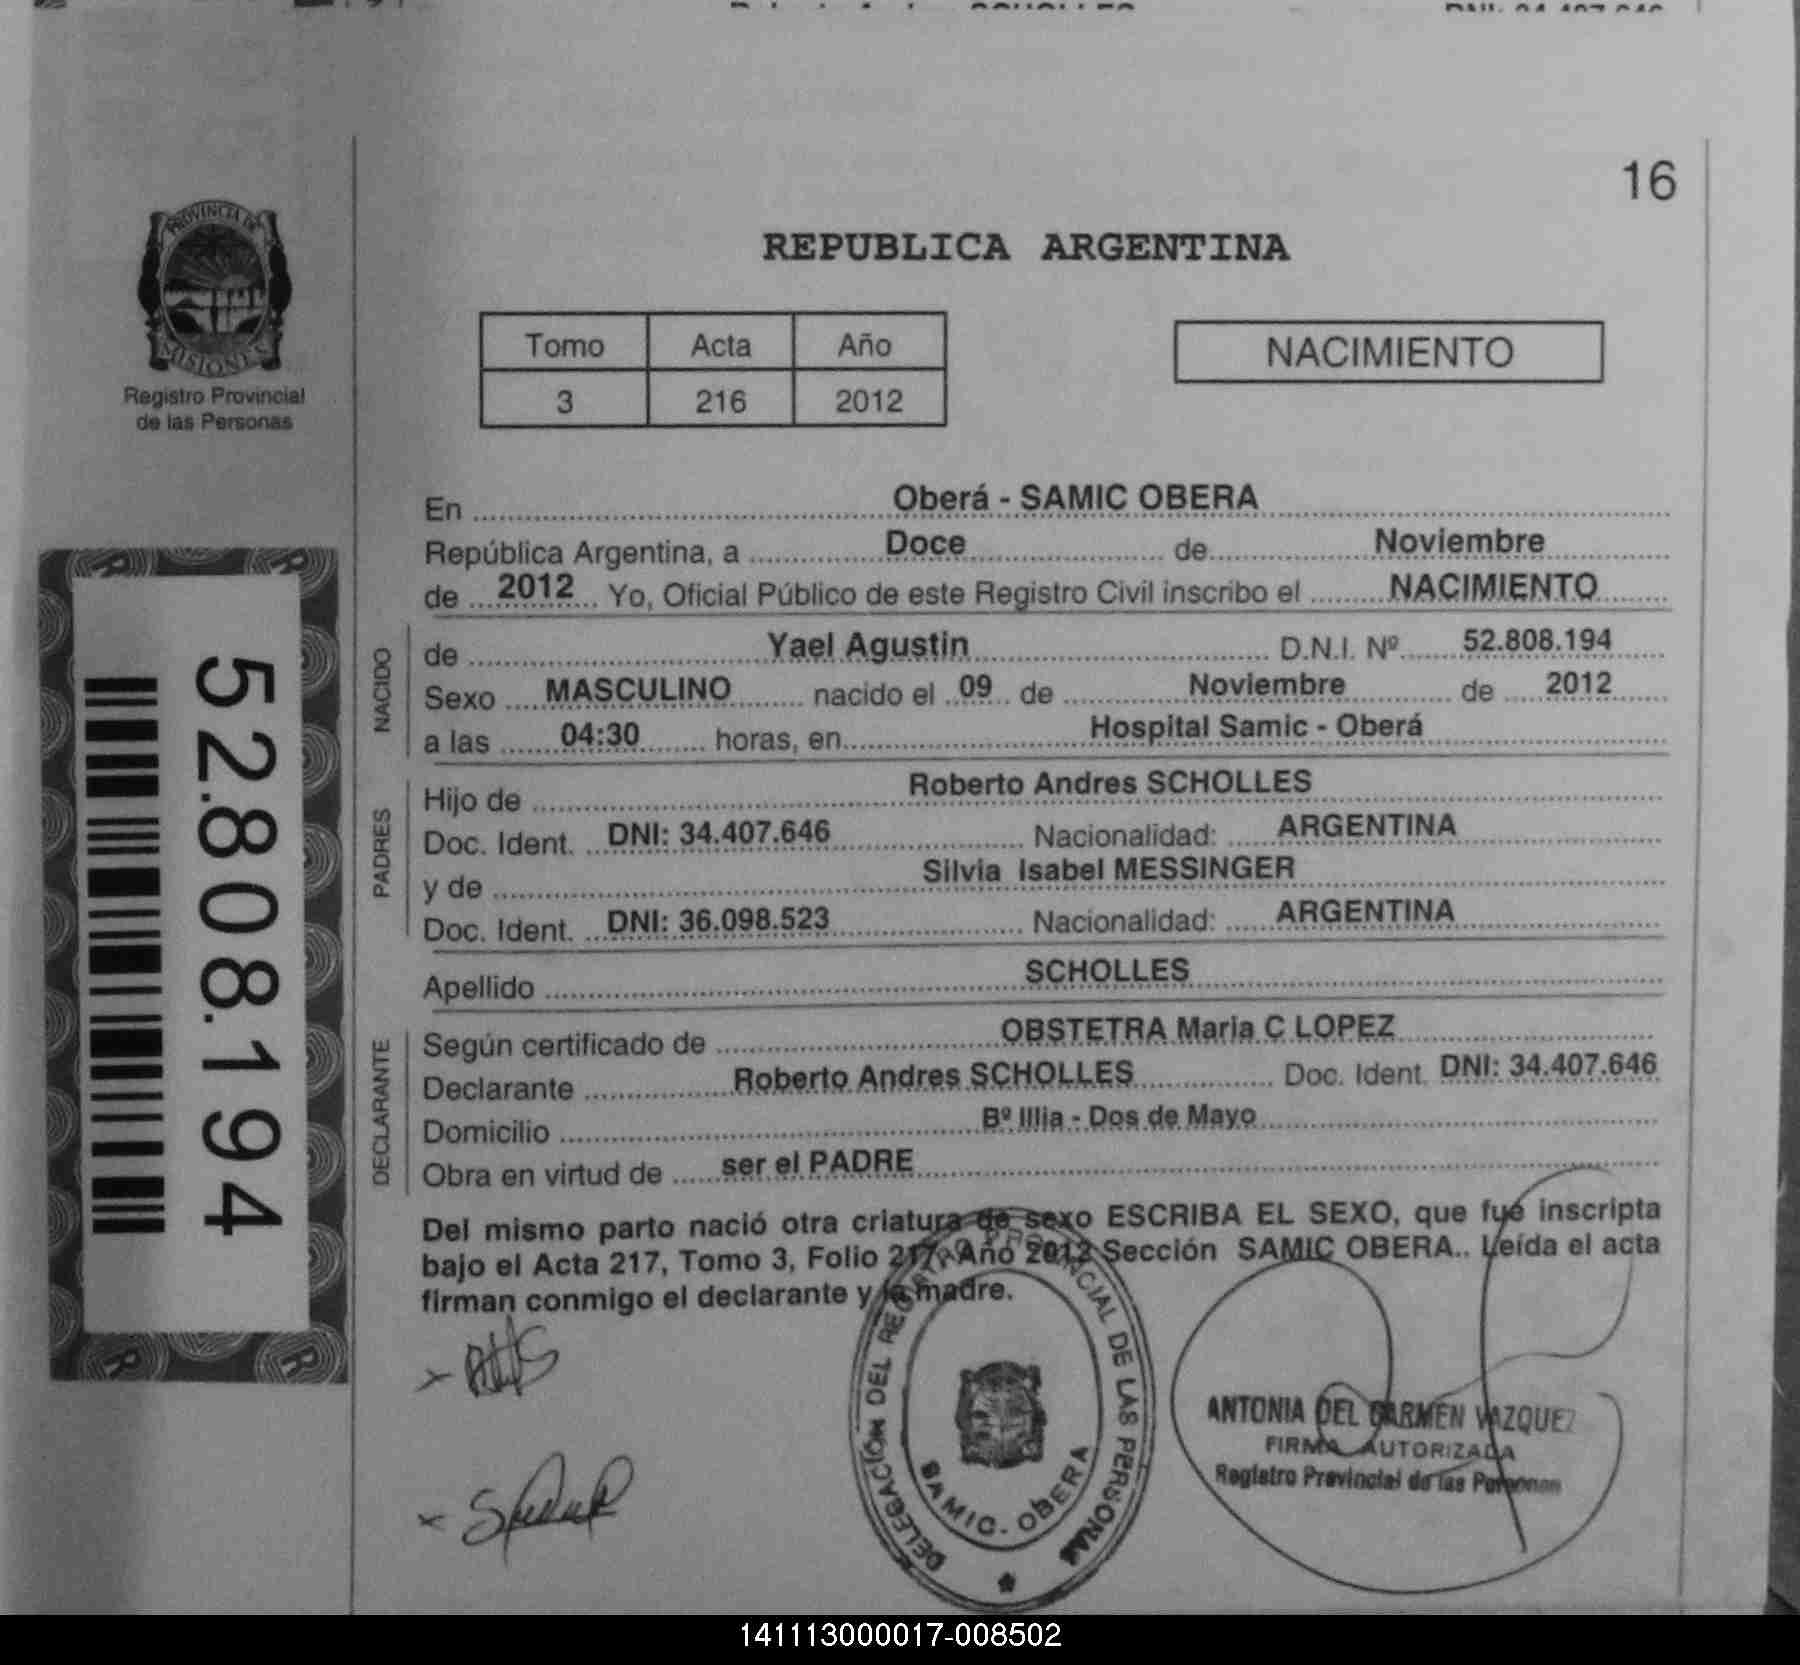 16
PROVINCIA DE
MISIONES
Registro Provincial
de las Personas
REPUBLICA ARGENTINA
Tomo Acta Año
3 216 2012
NACIMIENTO
En Oberá - SAMIC OBERA
República Argentina, a Doce de Noviembre
de 2012 Yo, Oficial Público de este Registro Civil inscribo el NACIMIENTO
NACIDO
de Yael Agustin D.N.I. Nº 52.808.194
Sexo MASCULINO nacido el 09 de Noviembre de 2012
a las 04:30 horas, en Hospital Samic - Oberá
PADRES
Hijo de Roberto Andres SCHOLLES
Doc. Ident. DNI: 34.407.646 Nacionalidad: ARGENTINA
y de Silvia Isabel MESSINGER
Doc. Ident. DNI: 36.098.523 Nacionalidad: ARGENTINA
Apellido SCHOLLES
DECLARANTE
Según certificado de OBSTETRA Maria C LOPEZ
Declarante Roberto Andres SCHOLLES Doc. Ident. DNI: 34.407.646
Domicilio Bº Illia - Dos de Mayo
Obra en virtud de ser el PADRE
Del mismo parto nació otra criatura de sexo ESCRIBA EL SEXO, que fue inscripta
bajo el Acta 217, Tomo 3, Folio 217, Año 2012 Sección SAMIC OBERA.. Leída el acta
firman conmigo el declarante y la madre.
52.808.194
DELEGACIÓN DEL REGISTRO PROVINCIAL DE LAS PERSONAS
SAMIC - OBERA
ANTONIA DEL CARMEN VAZQUEZ
FIRMA AUTORIZADA
Registro Provincial de las Personas
141113000017-008502